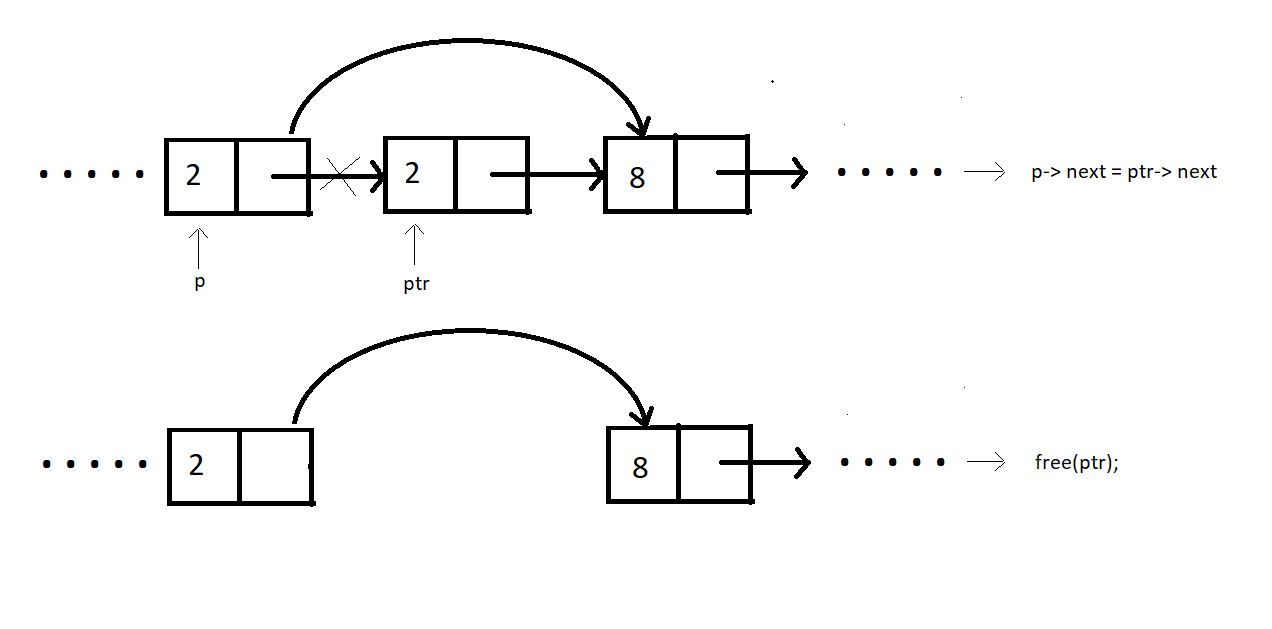 2 2 8 p-> next = ptr-> next
p ptr
2 8 free(ptr);